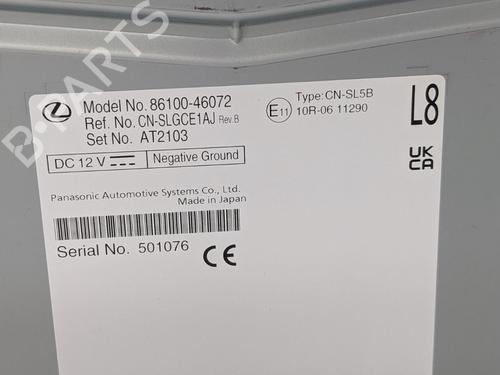 B-PARTS
Model No. 86100-46072
Ref. No. CN-SLGCE1AJ Rev.B
Set No. AT2103
DC 12 V
Negative Ground
E11
Type: CN-SL5B
10R-06 11290
L8
UK
CA
Panasonic Automotive Systems Co., Ltd.
Made in Japan
Serial No. 501076
CE